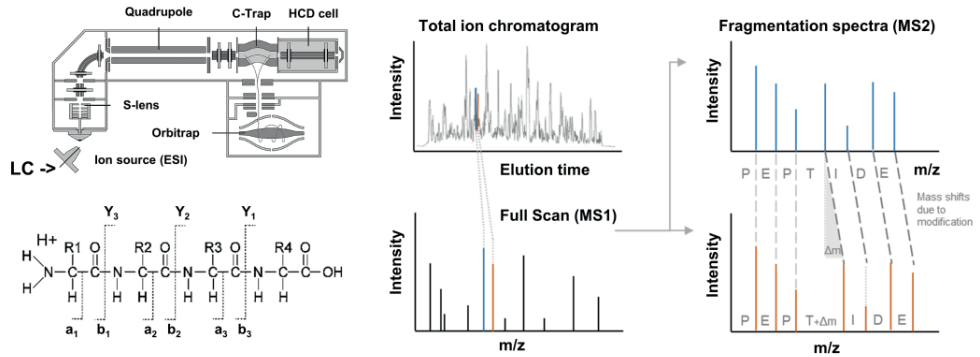 Quadrupole
C-Trap
HCD cell
S-lens
Orbitrap
Ion source (ESI)
LC ->
Y3 Y2 Y1
H+
H R1 O R2 O R3 O R4 O
H N C C N C C N C C N C C OH
H H H H H H H H
a1 b1 a2 b2 a3 b3
Total ion chromatogram
Intensity
Elution time
Full Scan (MS1)
Intensity
m/z
Fragmentation spectra (MS2)
Intensity
P E P T I D E m/z
Mass shifts
due to
modification
Δm
Intensity
P E P T+Δm I D E
m/z